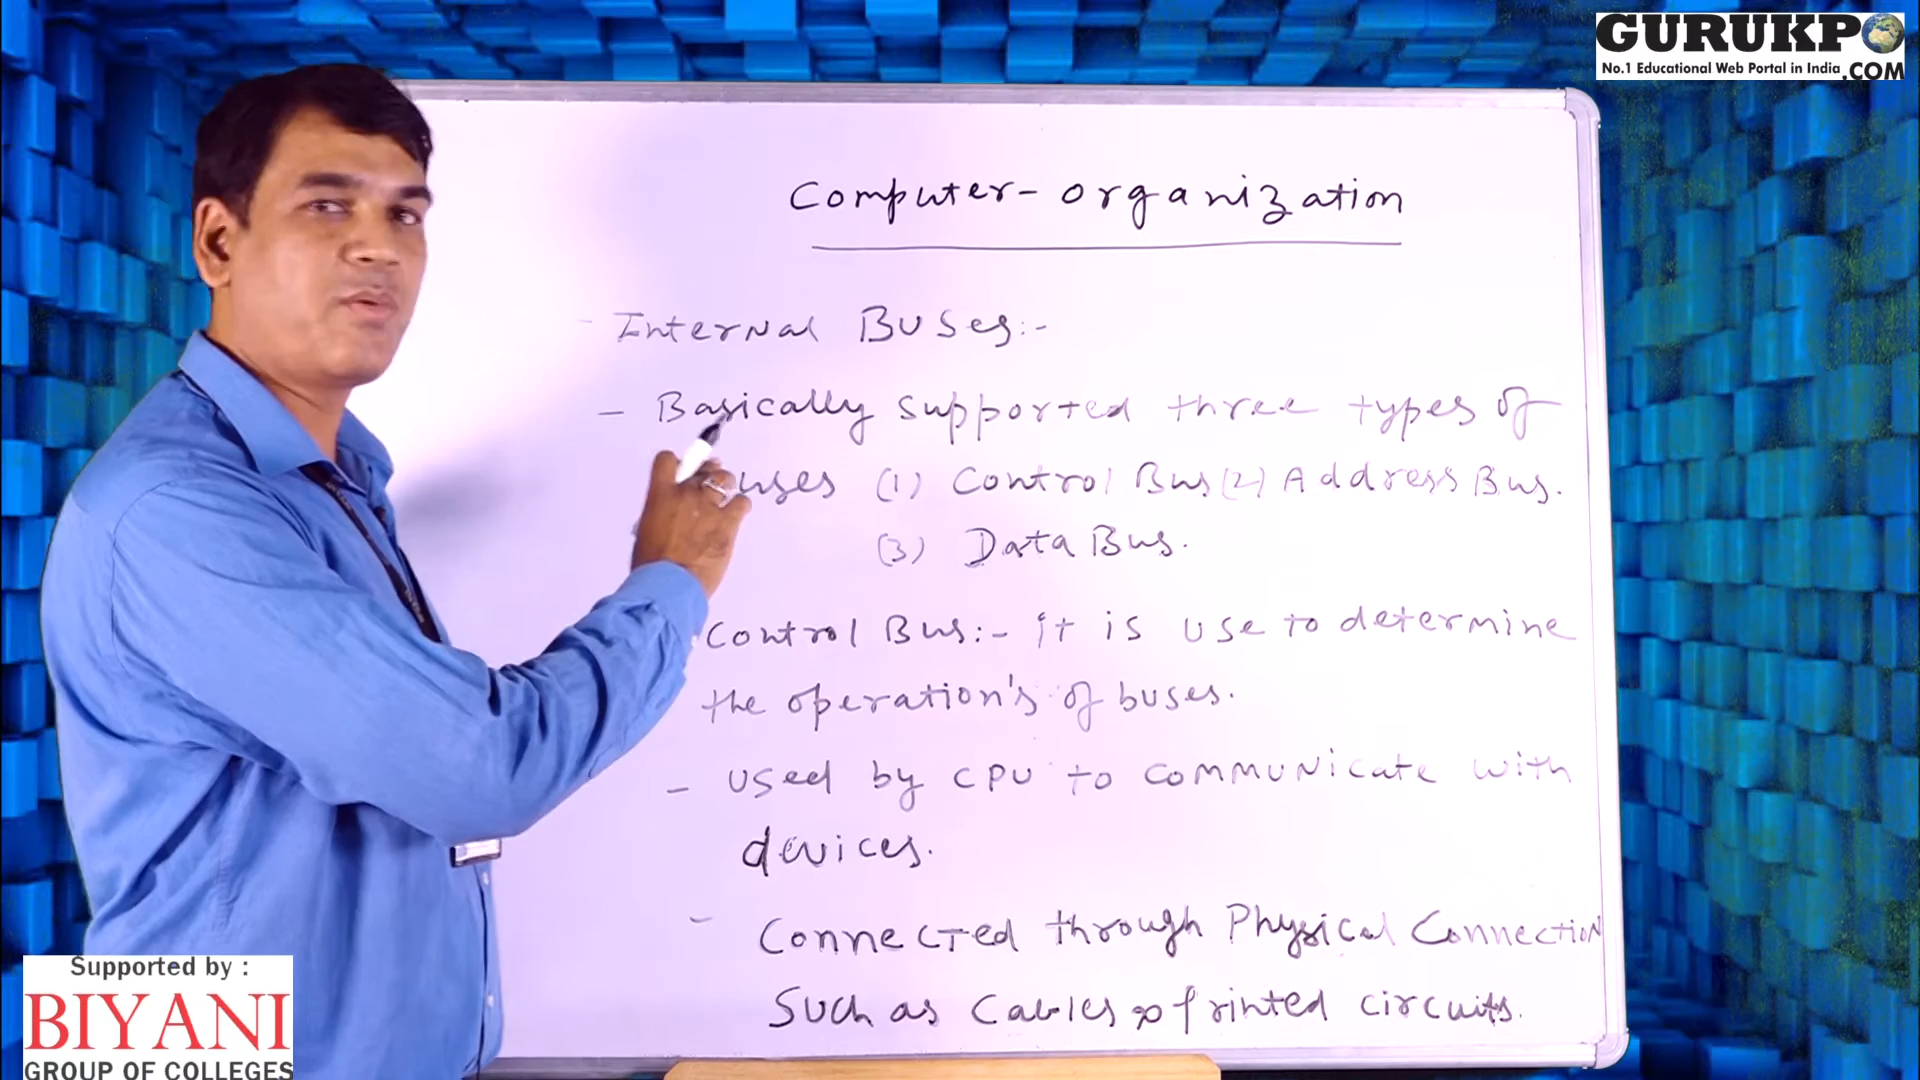 GURUKPO
No.1 Educational Web Portal in India .COM
Computer-organization
Internal Buses:-
- Basically supported three types of
uses (1) Control Bus (2) Address Bus.
(3) Data Bus.
Control Bus:- it is use to determine
the operation's of buses.
- used by CPU to communicate with
devices.
- Connected through Physical Connection
Such as Cables or Printed circuits.
Supported by :
BIYANI
GROUP OF COLLEGES